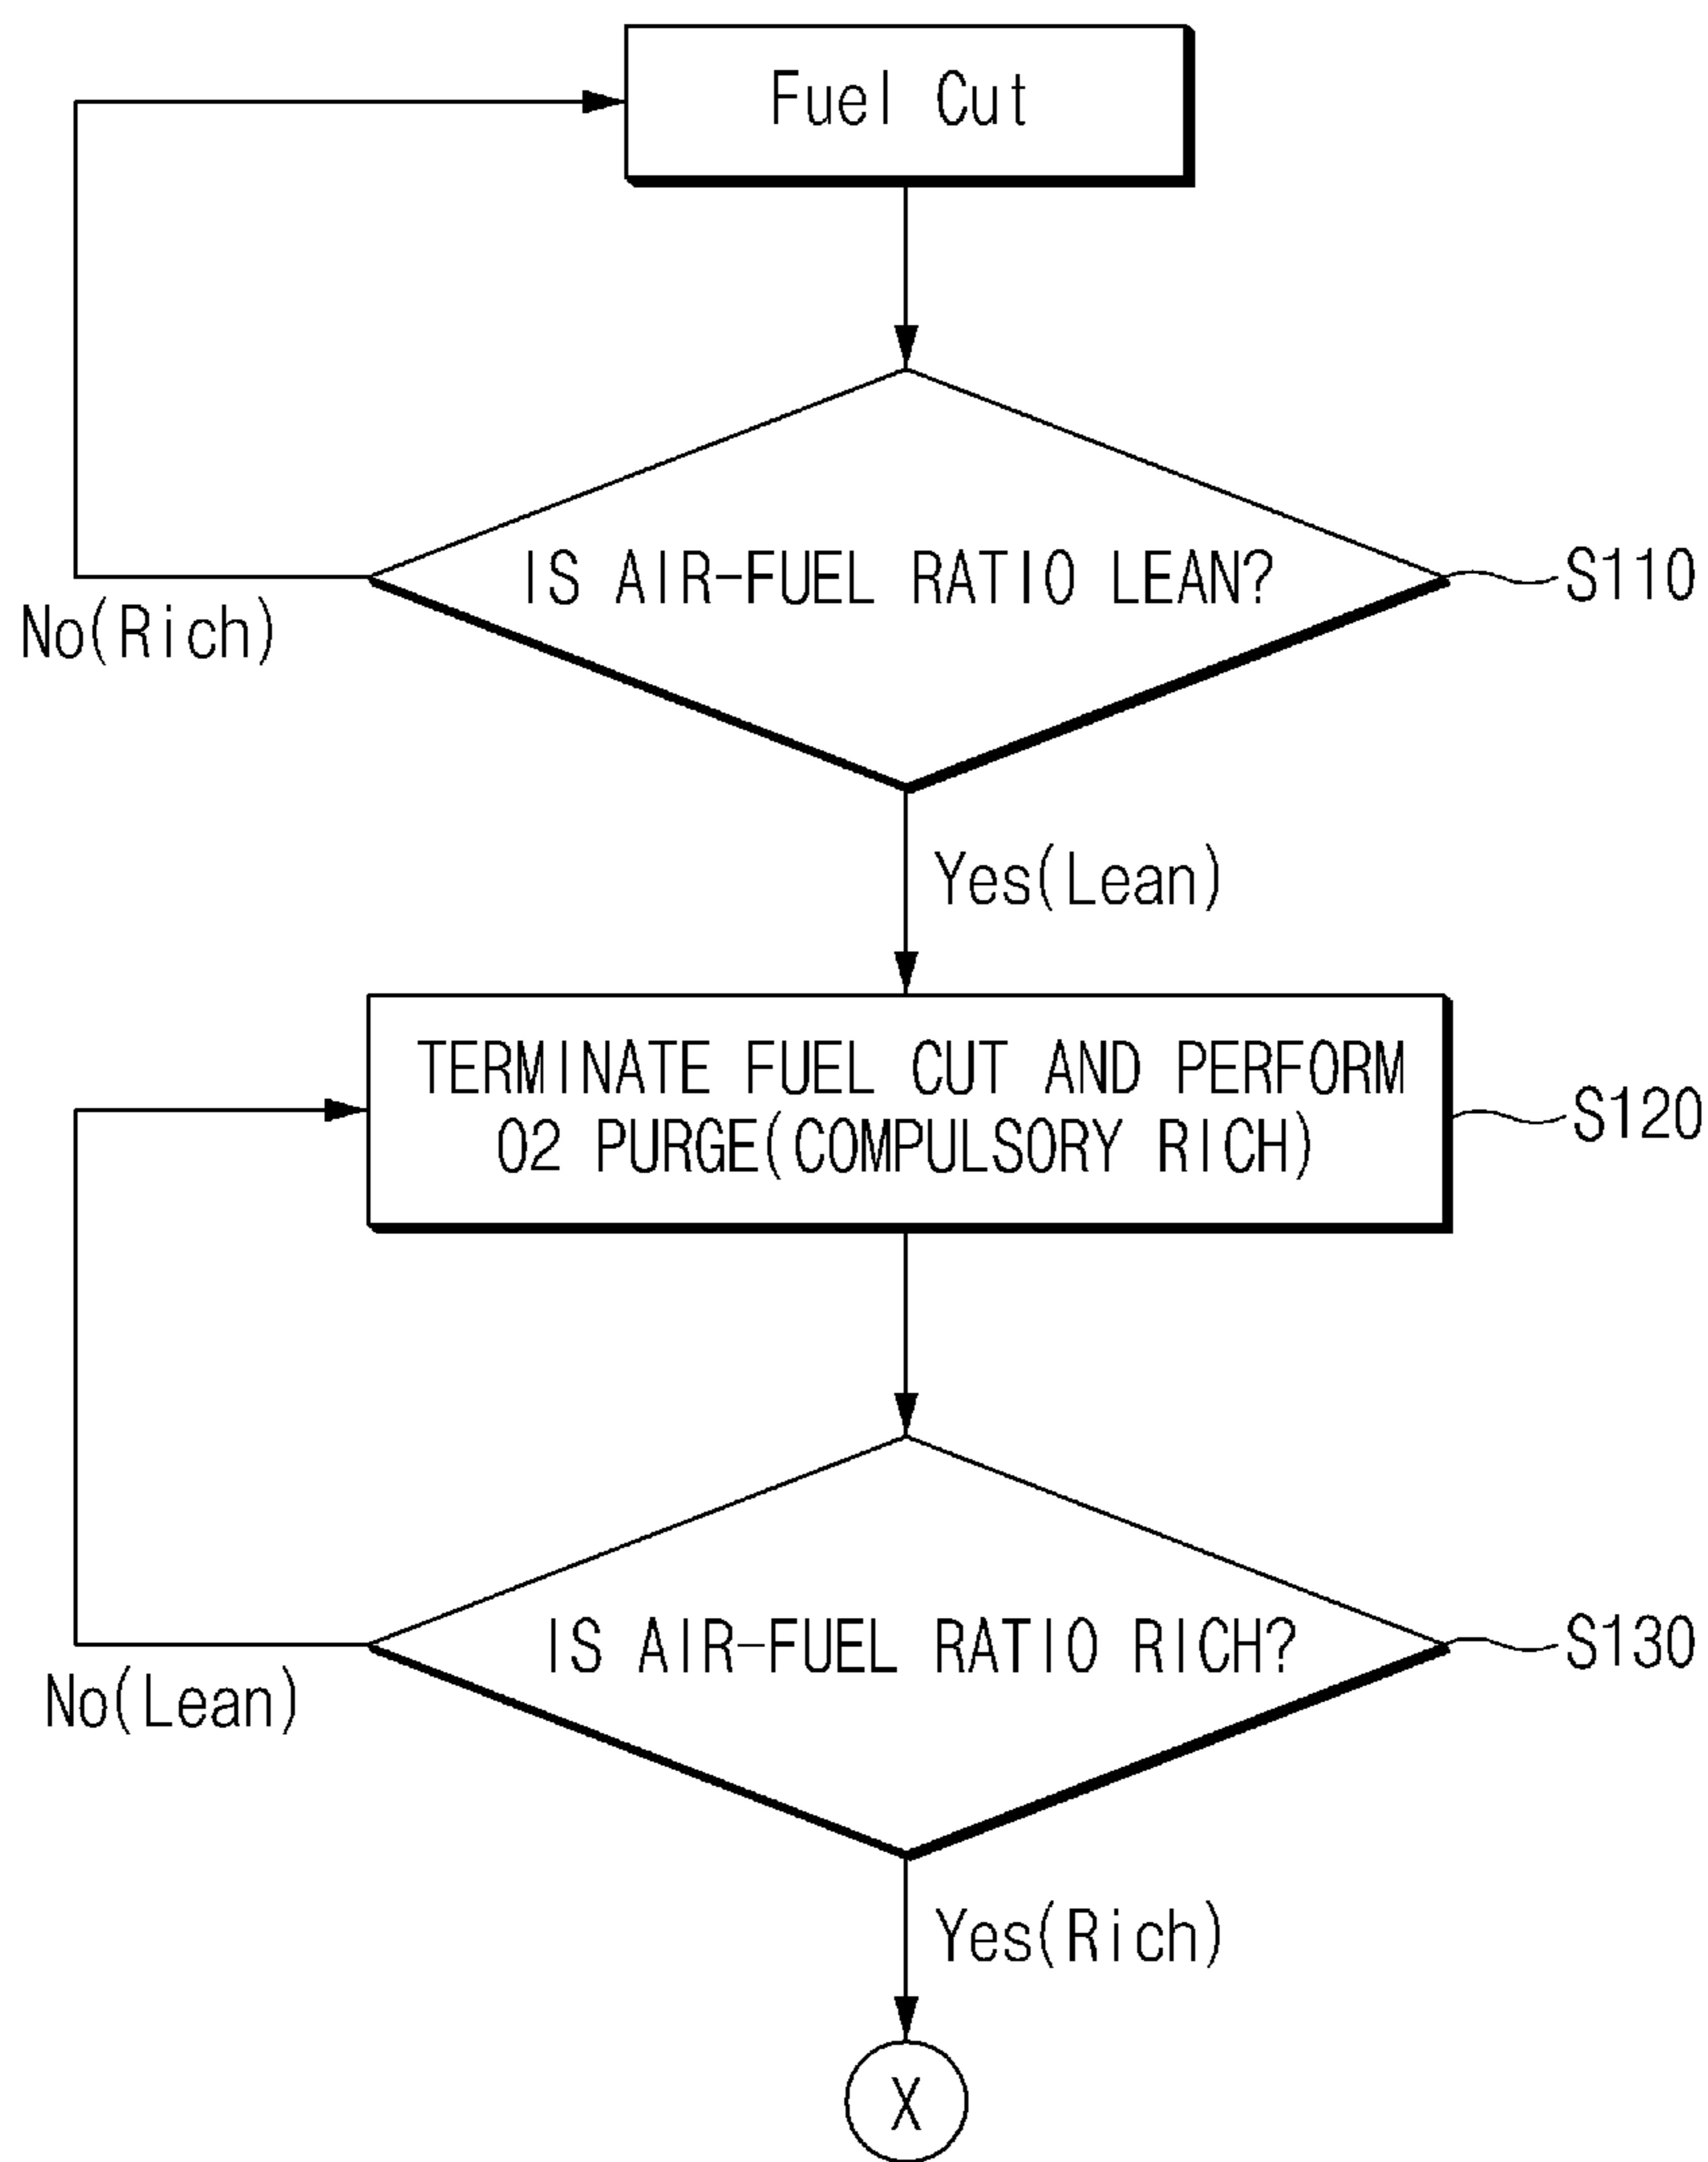 Fuel Cut
IS AIR-FUEL RATIO LEAN?
S110
No(Rich)
Yes(Lean)
TERMINATE FUEL CUT AND PERFORM
O2 PURGE(COMPULSORY RICH)
S120
IS AIR-FUEL RATIO RICH?
S130
No(Lean)
Yes(Rich)
X